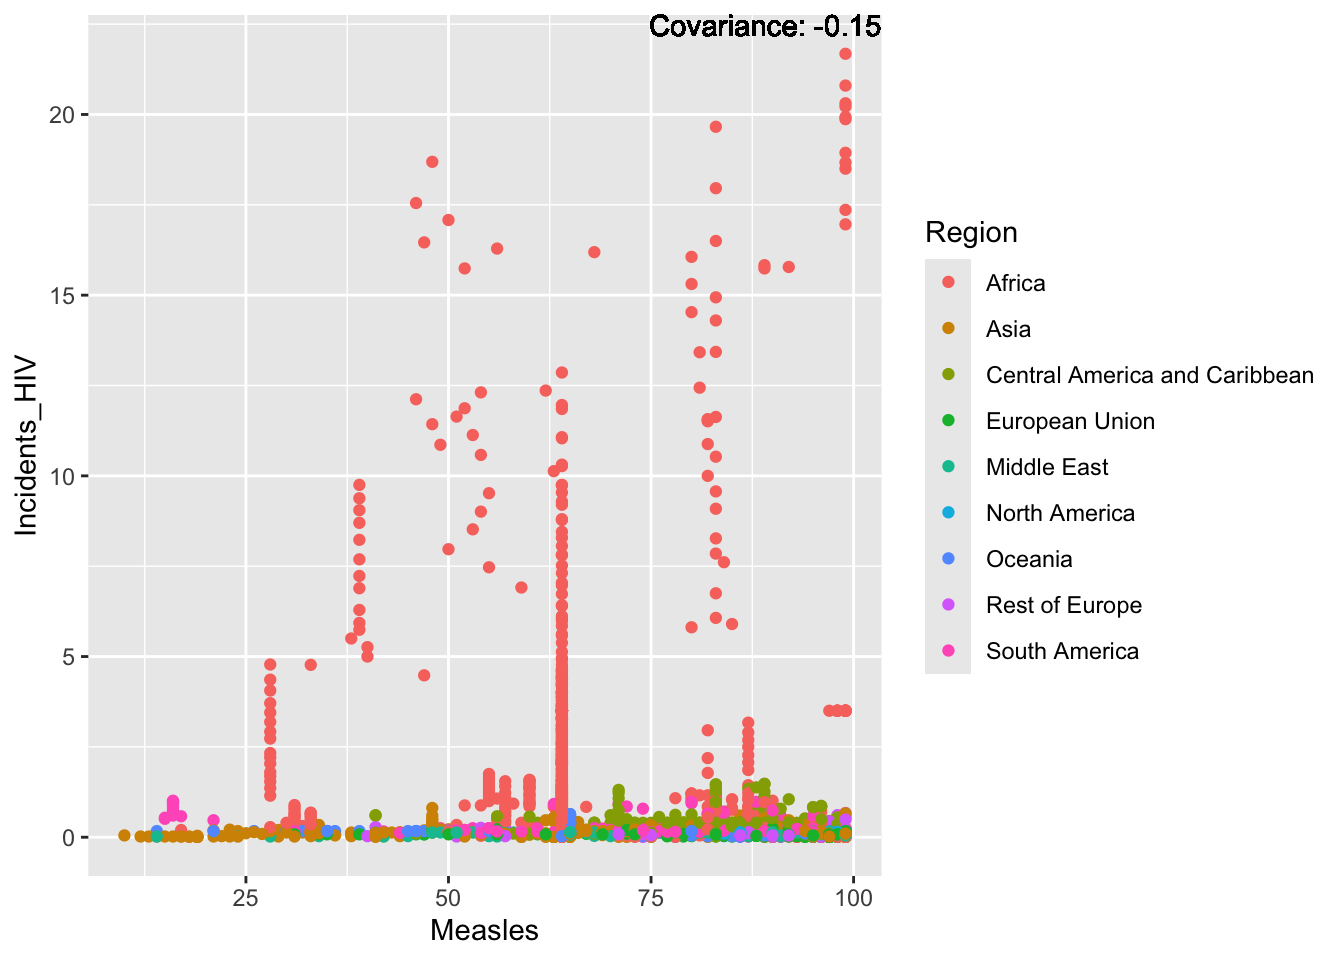 Covariance: -0.15
20
15
10
5
0
Incidents_HIV
25 50 75 100
Measles
Region
Africa
Asia
Central America and Caribbean
European Union
Middle East
North America
Oceania
Rest of Europe
South America